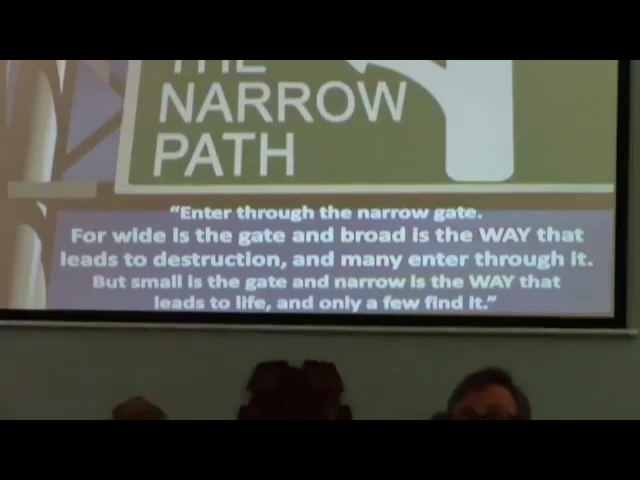 THE
NARROW
PATH
“Enter through the narrow gate.
For wide is the gate and broad is the WAY that
leads to destruction, and many enter through it.
But small is the gate and narrow is the WAY that
leads to life, and only a few find it.”